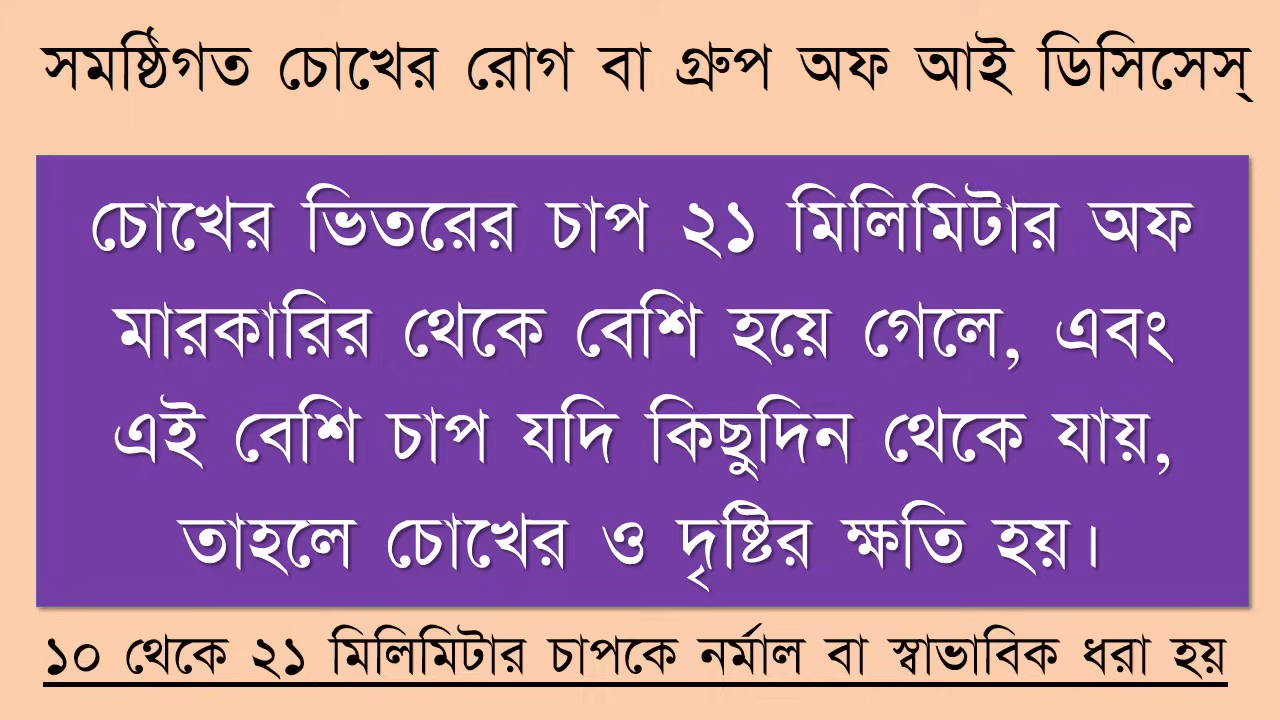 সমষ্ঠিগত চোখের রোগ বা গ্রুপ অফ আই ডিসিসেস্
চোখের ভিতরের চাপ ২১ মিলিমিটার অফ
মারকারির থেকে বেশি হয়ে গেলে, এবং
এই বেশি চাপ যদি কিছুদিন থেকে যায়,
তাহলে চোখের ও দৃষ্টির ক্ষতি হয়।
১০ থেকে ২১ মিলিমিটার চাপকে নর্মাল বা স্বাভাবিক ধরা হয়